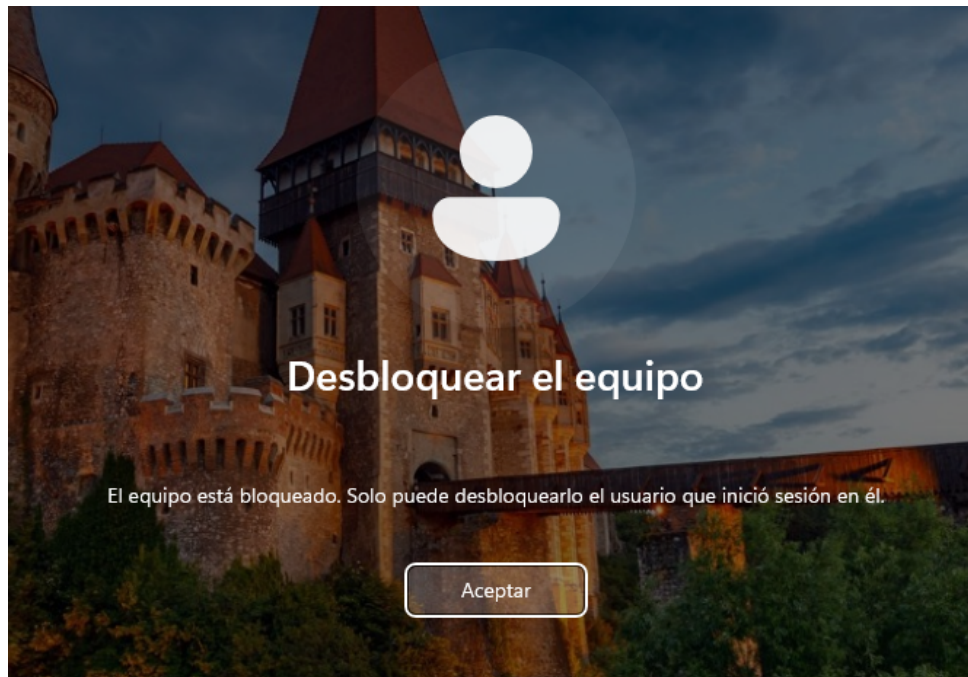 Desbloquear el equipo
El equipo está bloqueado. Solo puede desbloquearlo el usuario que inició sesión en él.
Aceptar